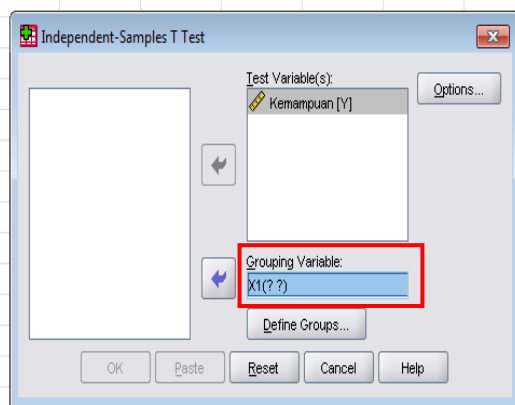 Independent-Samples T Test
Test Variable(s):
Kemampuan [Y]
Options...
Grouping Variable:
X1(? ?)
Define Groups...
OK Paste Reset Cancel Help